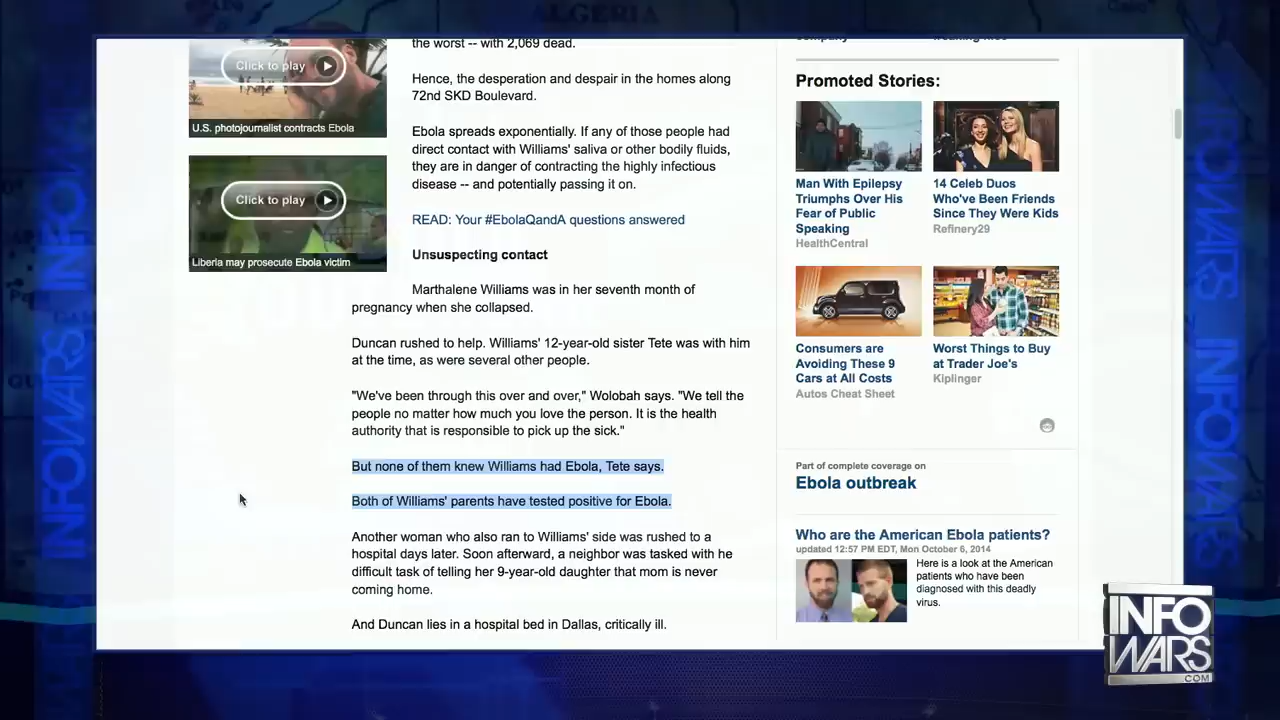 ALGERIA
the worst -- with 2,069 dead.
Click to play
U.S. photojournalist contracts Ebola
Hence, the desperation and despair in the homes along
72nd SKD Boulevard.
Ebola spreads exponentially. If any of those people had
direct contact with Williams' saliva or other bodily fluids,
they are in danger of contracting the highly infectious
disease -- and potentially passing it on.
Click to play
Liberia may prosecute Ebola victim
READ: Your #EbolaQandA questions answered
Unsuspecting contact
Marthalene Williams was in her seventh month of
pregnancy when she collapsed.
Duncan rushed to help. Williams' 12-year-old sister Tete was with him
at the time, as were several other people.
"We've been through this over and over," Wolobah says. "We tell the
people no matter how much you love the person. It is the health
authority that is responsible to pick up the sick."
But none of them knew Williams had Ebola, Tete says.
Both of Williams' parents have tested positive for Ebola.
Another woman who also ran to Williams' side was rushed to a
hospital days later. Soon afterward, a neighbor was tasked with he
difficult task of telling her 9-year-old daughter that mom is never
coming home.
And Duncan lies in a hospital bed in Dallas, critically ill.
Promoted Stories:
Man With Epilepsy
Triumphs Over His
Fear of Public
Speaking
HealthCentral
14 Celeb Duos
Who've Been Friends
Since They Were Kids
Refinery29
Consumers are
Avoiding These 9
Cars at All Costs
Autos Cheat Sheet
Worst Things to Buy
at Trader Joe's
Kiplinger
Part of complete coverage on
Ebola outbreak
Who are the American Ebola patients?
updated 12:57 PM EDT, Mon October 6, 2014
Here is a look at the American
patients who have been
diagnosed with this deadly
virus.
INFOWARS
INFOWARS
INFO
WARS
.COM